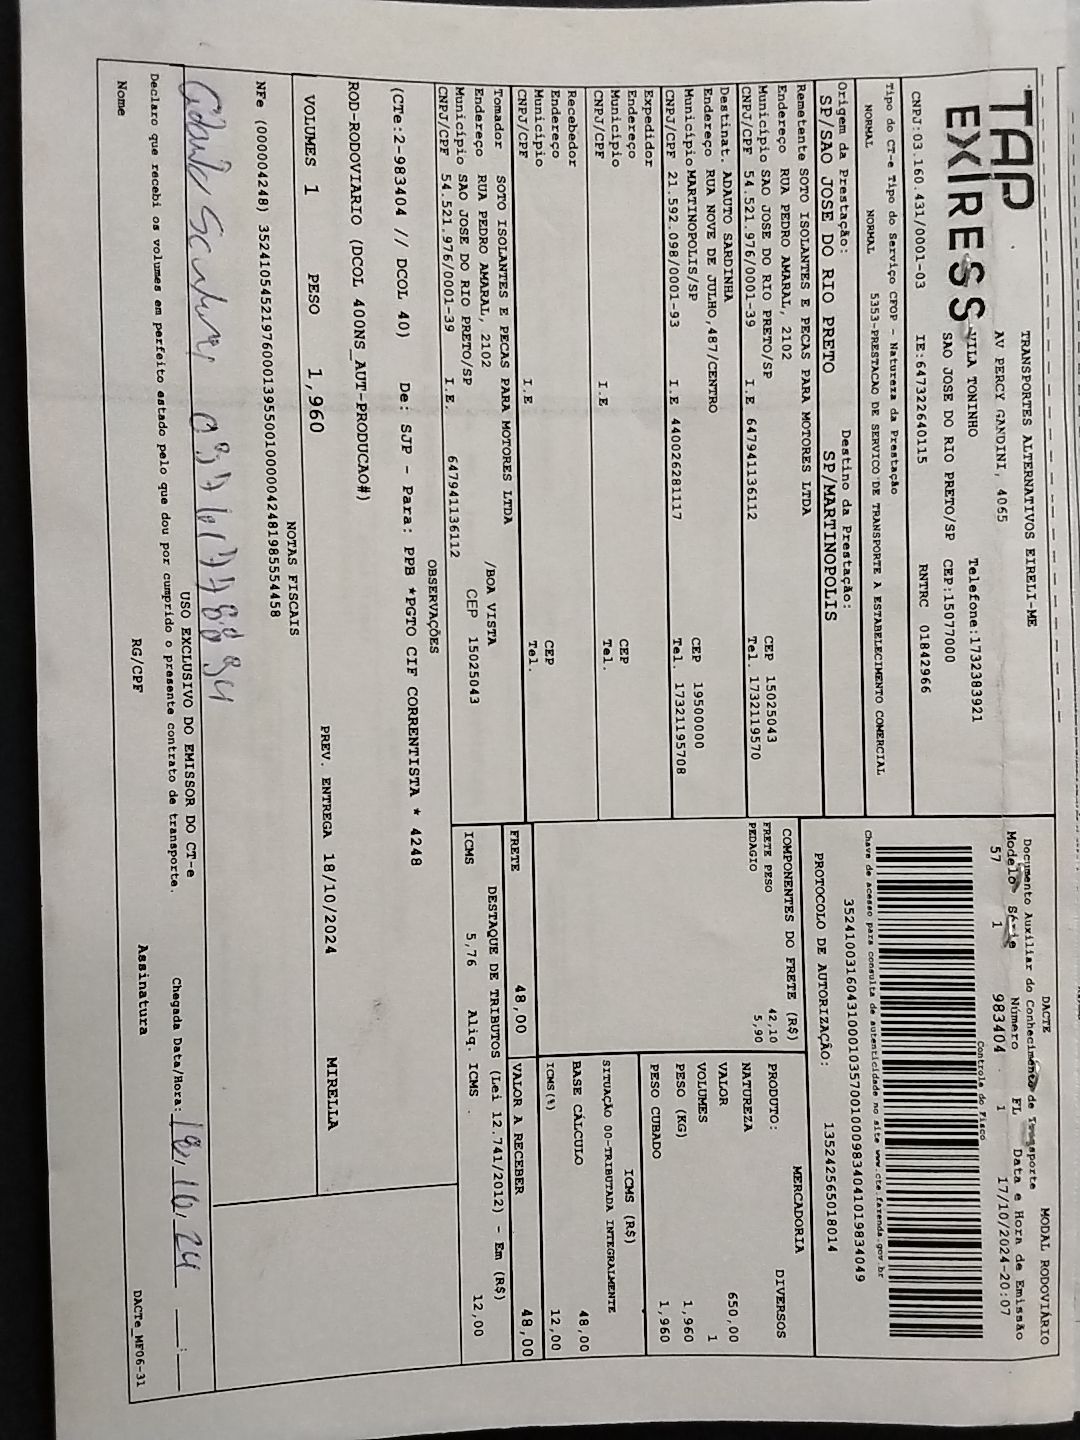 TAP
EXIRESS
TRANSPORTES ALTERNATIVOS EIRELI-ME
AV PERCY GANDINI, 4065
VILA TONINHO Telefone:1732383921
SAO JOSE DO RIO PRETO/SP CEP:15077000
CNPJ:03.160.431/0001-03 IE:647322640115 RNTRC 01842966
DACTE MODAL RODOVIÁRIO
Documento Auxiliar do Conhecimento de Transporte
Modelo Série Número FL Data e Hora de Emissão
57 1 983404 1 17/10/2024-20:07
Controle do Fisco
Chave de acesso para consulta de autenticidade no site www.cte.fazenda.gov.br
35241003160431000103570010009834041019834049
PROTOCOLO DE AUTORIZAÇÃO: 135242565018014
Tipo do CT-e Tipo do Serviço CFOP - Natureza da Prestação
NORMAL NORMAL 5353-PRESTACAO DE SERVICO DE TRANSPORTE A ESTABELECIMENTO COMERCIAL
Origem da Prestação: Destino da Prestação:
SP/SAO JOSE DO RIO PRETO SP/MARTINOPOLIS
Remetente SOTO ISOLANTES E PECAS PARA MOTORES LTDA
Endereço RUA PEDRO AMARAL, 2102
Município SAO JOSE DO RIO PRETO/SP CEP 15025043
CNPJ/CPF 54.521.976/0001-39 I.E 647941136112 Tel. 1732119570
Destinat. ADAUTO SARDINHA
Endereço RUA NOVE DE JULHO,487/CENTRO
Município MARTINOPOLIS/SP CEP 19500000
CNPJ/CPF 21.592.098/0001-93 I.E 440026281117 Tel. 17321195708
Expedidor
Endereço
Município CEP
CNPJ/CPF I.E Tel.
Recebedor
Endereço
Município CEP
CNPJ/CPF I.E Tel.
Tomador SOTO ISOLANTES E PECAS PARA MOTORES LTDA
Endereço RUA PEDRO AMARAL, 2102 /BOA VISTA
Município SAO JOSE DO RIO PRETO/SP CEP 15025043
CNPJ/CPF 54.521.976/0001-39 I.E. 647941136112
COMPONENTES DO FRETE (R$)
FRETE PESO 42,10
PEDAGIO 5,90
MERCADORIA
PRODUTO: DIVERSOS
NATUREZA
VALOR 650,00
VOLUMES 1
PESO (KG) 1,960
PESO CUBADO 1,960
ICMS (R$)
SITUAÇÃO 00-TRIBUTADA INTEGRALMENTE
BASE CÁLCULO 48,00
ICMS(%) 12,00
FRETE 48,00 VALOR A RECEBER 48,00
DESTAQUE DE TRIBUTOS (Lei 12.741/2012) - Em (R$)
ICMS 5,76 Aliq. ICMS 12,00
OBSERVAÇÕES
(CTe:2-983404 // DCOL 40) De: SJP - Para: PPB *PGTO CIF CORRENTISTA * 4248
ROD-RODOVIARIO (DCOL 400NS_AUT-PRODUCAO#)
VOLUMES 1 PESO 1,960 PREV. ENTREGA 18/10/2024 MIRELLA
NOTAS FISCAIS
NFe (000004248) 35241054521976000139550010000042481985554458
USO EXCLUSIVO DO EMISSOR DO CT-e
Chegada Data/Hora: 18/10/24 __:__
Declaro que recebi os volumes em perfeito estado pelo que dou por cumprido o presente contrato de transporte.
Nome RG/CPF Assinatura
DACTe_MF06-31